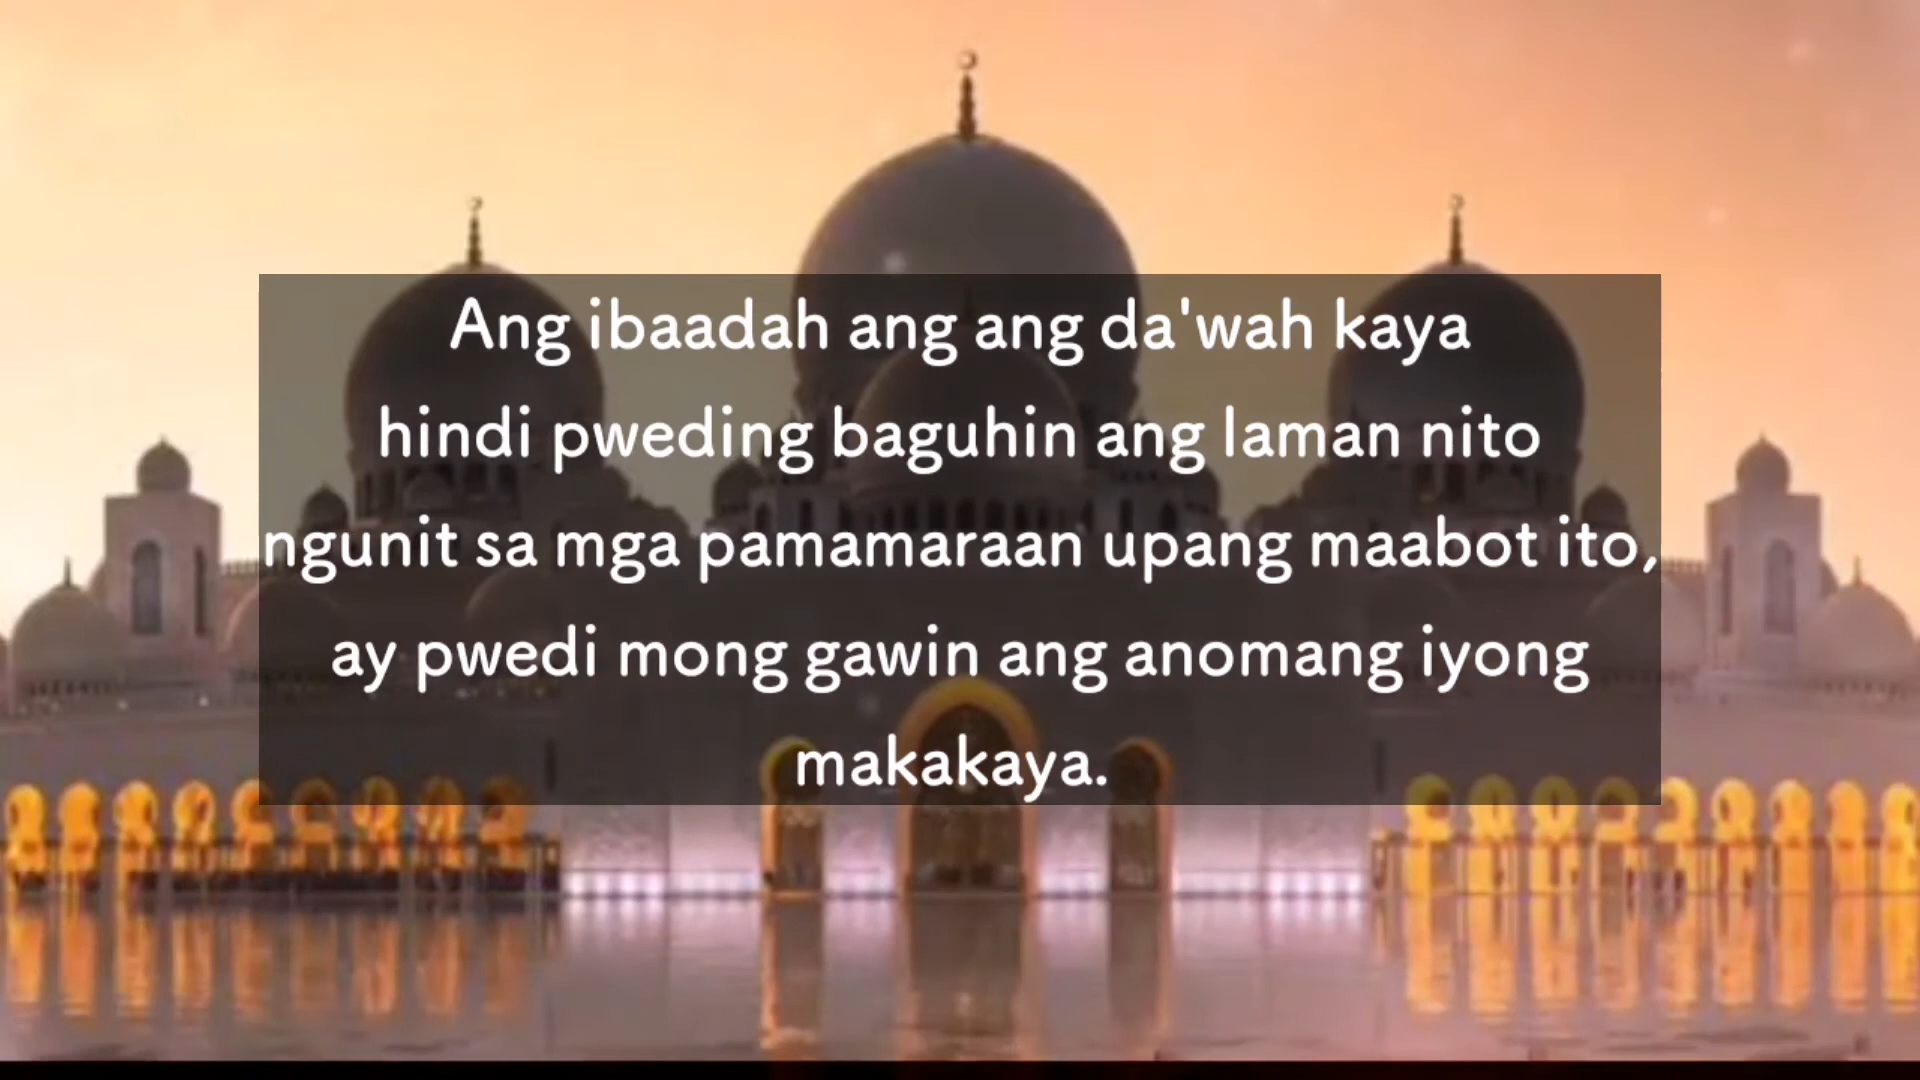 Ang ibaadah ang ang da'wah kaya
hindi pweding baguhin ang laman nito
ngunit sa mga pamamaraan upang maabot ito,
ay pwedi mong gawin ang anomang iyong
makakaya.